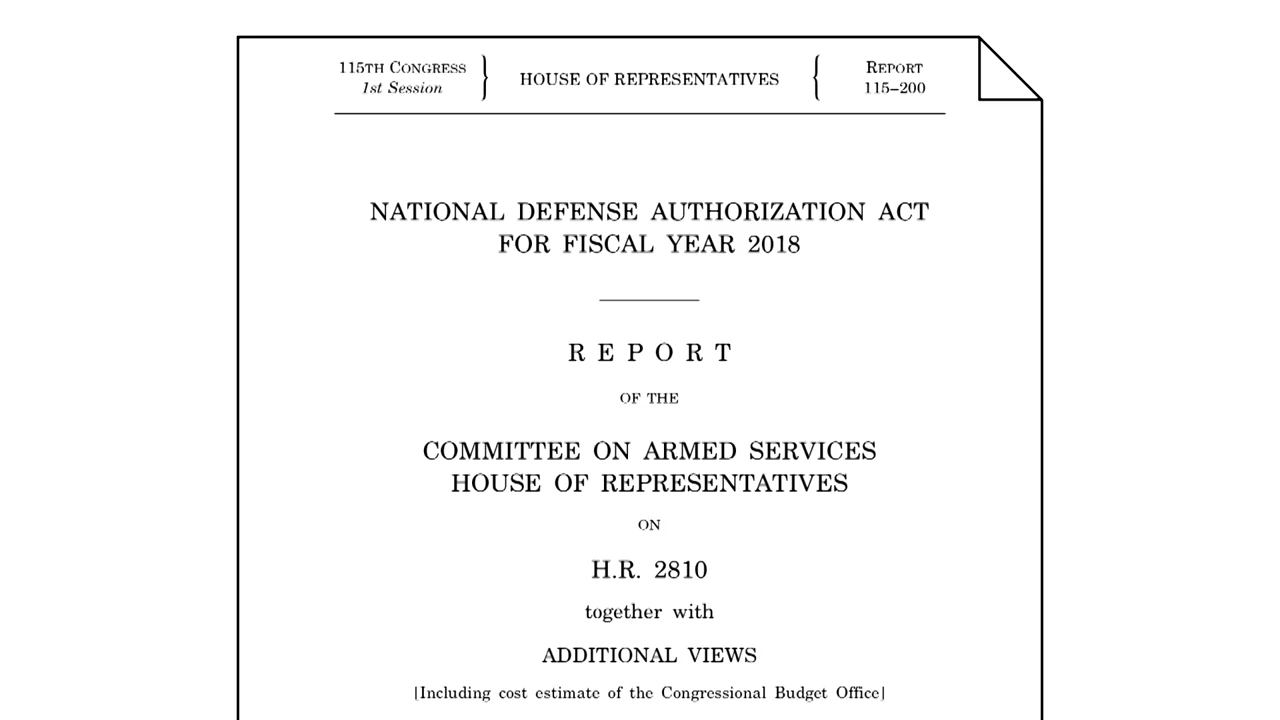 115TH CONGRESS
1st Session
HOUSE OF REPRESENTATIVES
REPORT
115–200
NATIONAL DEFENSE AUTHORIZATION ACT
FOR FISCAL YEAR 2018
REPORT
OF THE
COMMITTEE ON ARMED SERVICES
HOUSE OF REPRESENTATIVES
ON
H.R. 2810
together with
ADDITIONAL VIEWS
[Including cost estimate of the Congressional Budget Office]